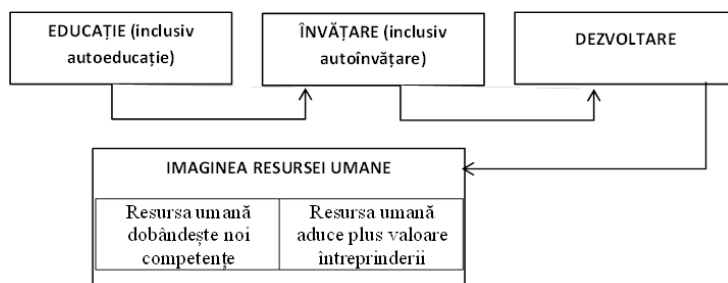 EDUCAȚIE (inclusiv
autoeducație)
ÎNVĂȚARE (inclusiv
autoînvățare)
DEZVOLTARE
IMAGINEA RESURSEI UMANE
Resursa umană
dobândește noi
competențe
Resursa umană
aduce plus valoare
întreprinderii